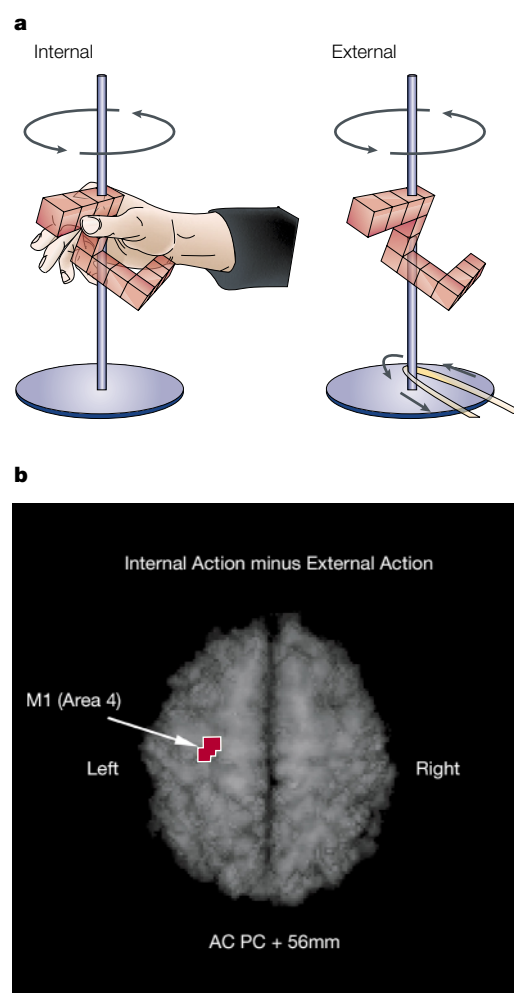 a
Internal
External
b
Internal Action minus External Action
M1 (Area 4)
Left
Right
AC PC + 56mm